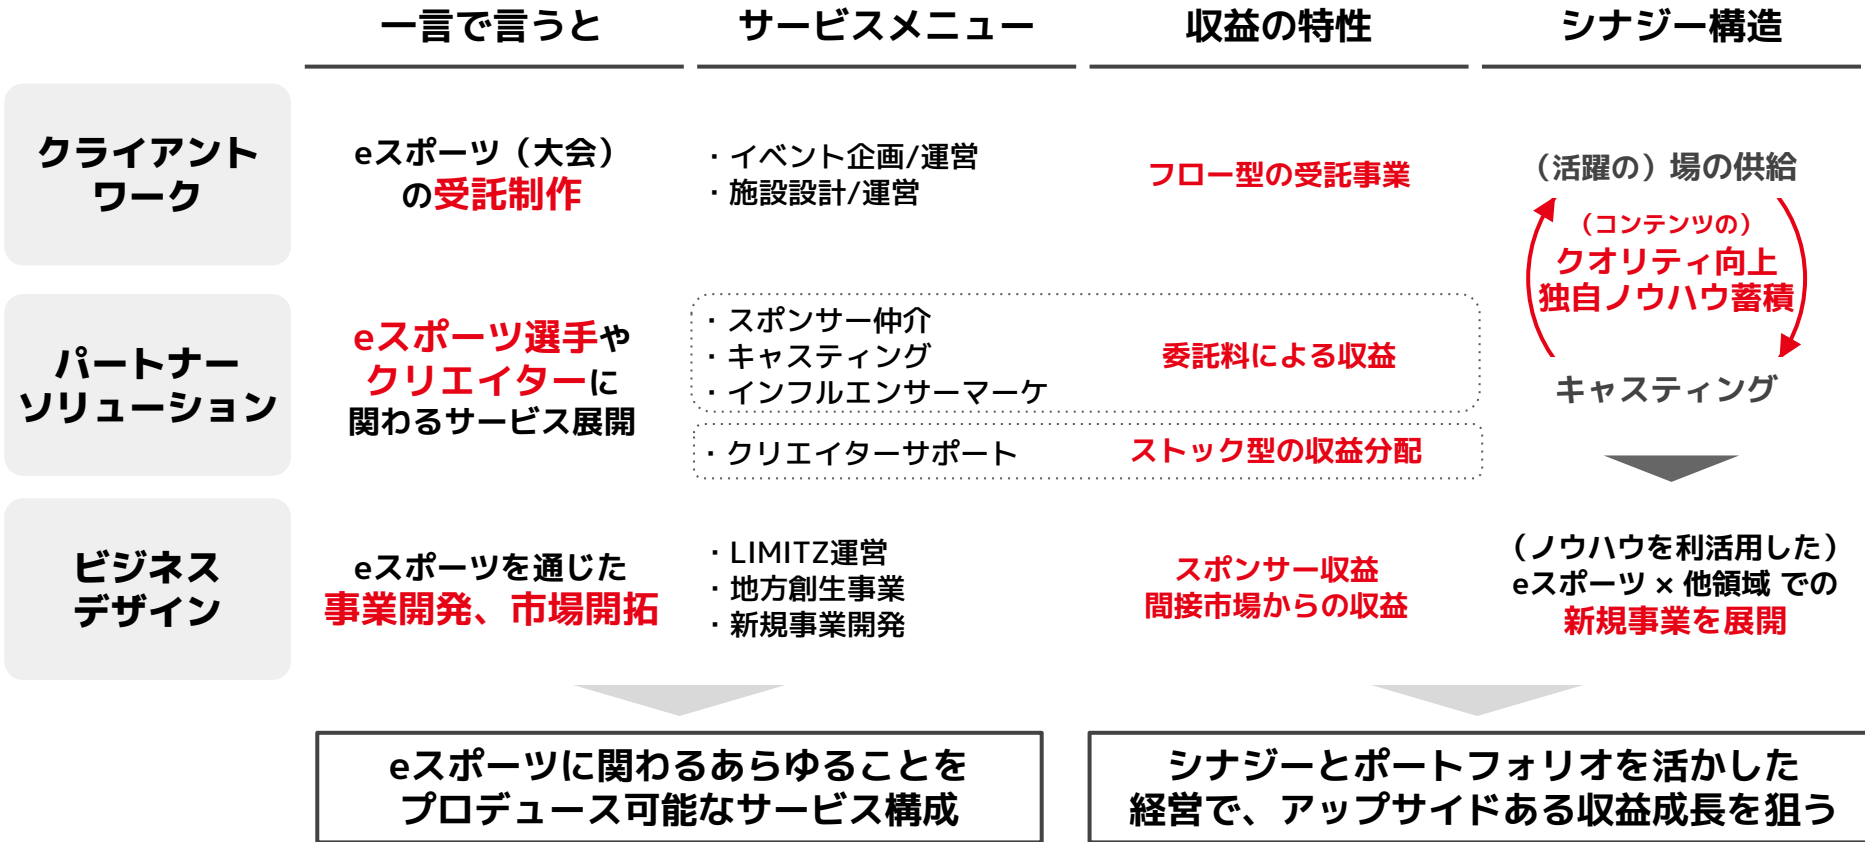 一言で言うと
サービスメニュー
収益の特性
シナジー構造
クライアント
ワーク
eスポーツ（大会）
の受託制作
・イベント企画/運営
・施設設計/運営
フロー型の受託事業
（活躍の）場の供給
（コンテンツの）
クオリティ向上
独自ノウハウ蓄積
キャスティング
パートナー
ソリューション
eスポーツ選手や
クリエイターに
関わるサービス展開
・スポンサー仲介
・キャスティング
・インフルエンサーマーケ
委託料による収益
・クリエイターサポート
ストック型の収益分配
ビジネス
デザイン
eスポーツを通じた
事業開発、市場開拓
・LIMITZ運営
・地方創生事業
・新規事業開発
スポンサー収益
間接市場からの収益
（ノウハウを利活用した）
eスポーツ × 他領域 での
新規事業を展開
eスポーツに関わるあらゆることを
プロデュース可能なサービス構成
シナジーとポートフォリオを活かした
経営で、アップサイドある収益成長を狙う